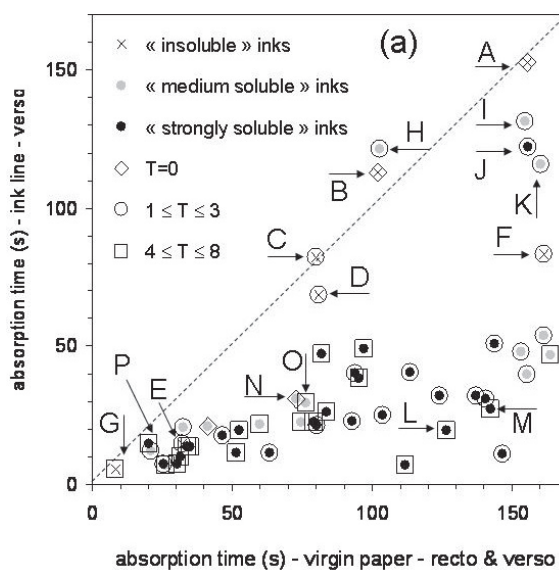 (a)
« insoluble » inks
« medium soluble » inks
« strongly soluble » inks
T=0
1 ≤ T ≤ 3
4 ≤ T ≤ 8
A
I
H
J
B
K
F
C
D
P
E
G
N
O
L
M
150
100
50
0
0
50
100
150
absorption time (s) - ink line - verso
absorption time (s) - virgin paper - recto & verso